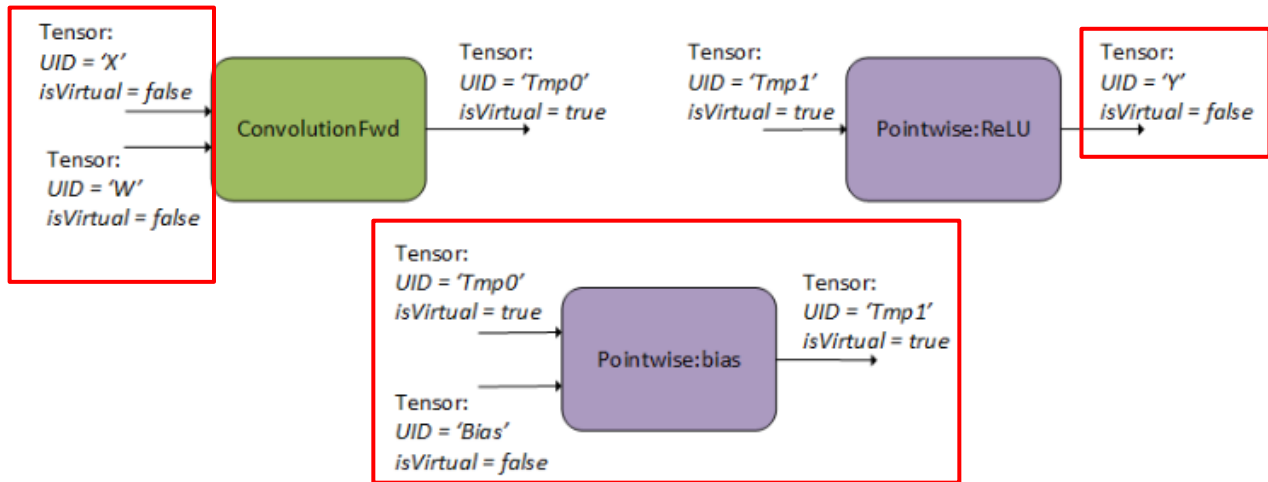 Tensor:
UID = ‘X’
isVirtual = false
Tensor:
UID = ‘W’
isVirtual = false
ConvolutionFwd
Tensor:
UID = ‘Tmp0’
isVirtual = true
Tensor:
UID = ‘Tmp1’
isVirtual = true
Pointwise:ReLU
Tensor:
UID = ‘Y’
isVirtual = false
Tensor:
UID = ‘Tmp0’
isVirtual = true
Tensor:
UID = ‘Bias’
isVirtual = false
Pointwise:bias
Tensor:
UID = ‘Tmp1’
isVirtual = true